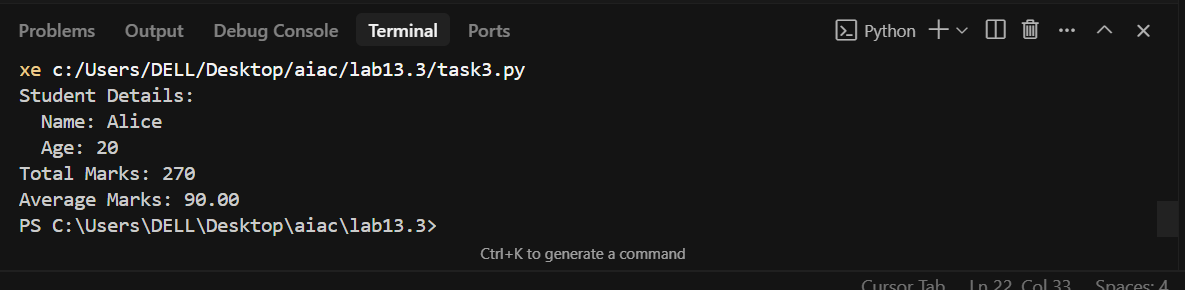 Problems Output Debug Console Terminal Ports Python
xe c:/Users/DELL/Desktop/aiac/lab13.3/task3.py
Student Details:
  Name: Alice
  Age: 20
Total Marks: 270
Average Marks: 90.00
PS C:\Users\DELL\Desktop\aiac\lab13.3>
Ctrl+K to generate a command
Cursor Tab Ln 22, Col 33 Spaces: 4